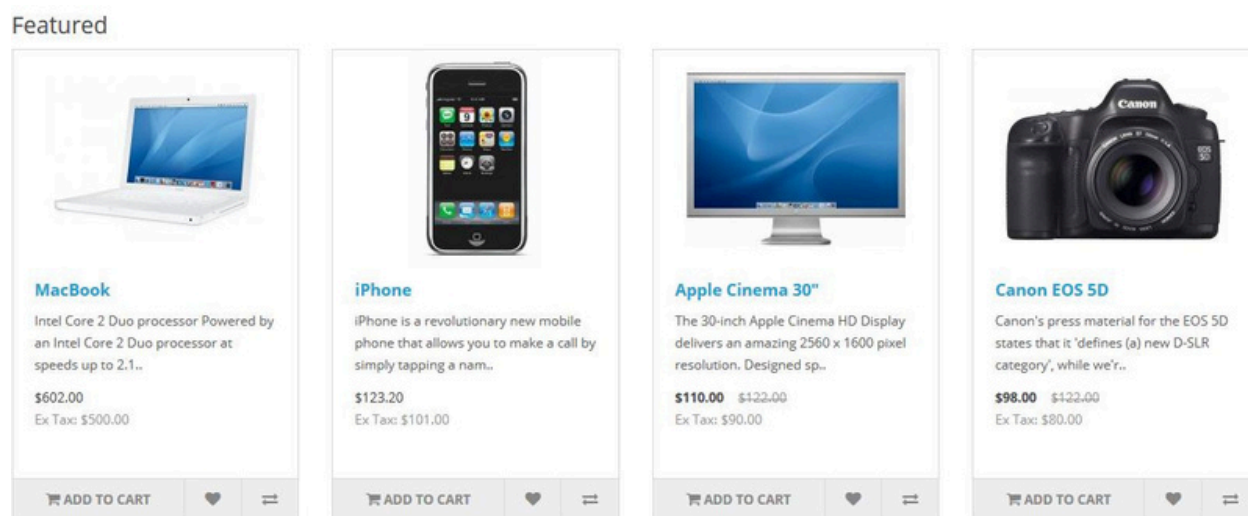 Featured
MacBook
Intel Core 2 Duo processor Powered by
an Intel Core 2 Duo processor at
speeds up to 2.1..
$602.00
Ex Tax: $500.00
ADD TO CART
iPhone
iPhone is a revolutionary new mobile
phone that allows you to make a call by
simply tapping a nam..
$123.20
Ex Tax: $101.00
ADD TO CART
Apple Cinema 30"
The 30-inch Apple Cinema HD Display
delivers an amazing 2560 x 1600 pixel
resolution. Designed sp..
$110.00 $122.00
Ex Tax: $90.00
ADD TO CART
Canon
EOS
5D
Canon EOS 5D
Canon's press material for the EOS 5D
states that it 'defines (a) new D-SLR
category', while we'r..
$98.00 $122.00
Ex Tax: $80.00
ADD TO CART